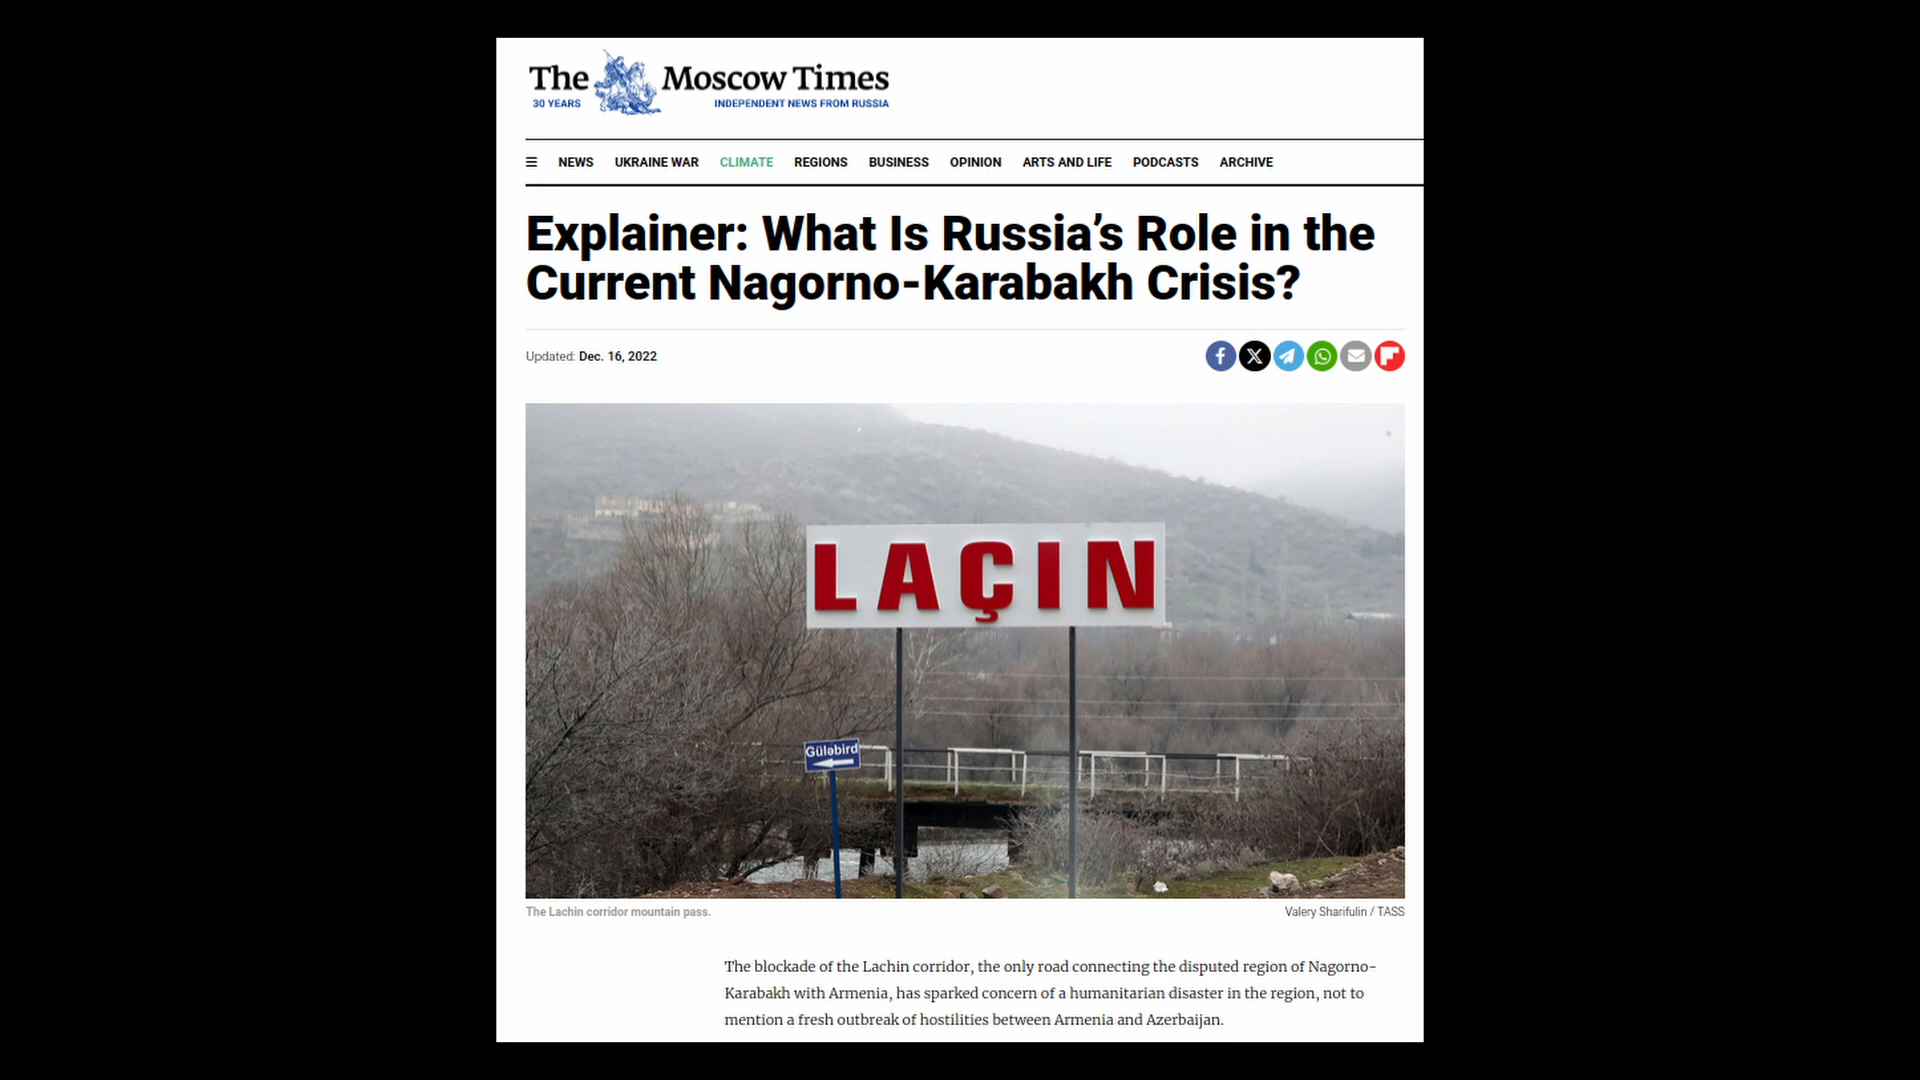 The Moscow Times
30 YEARS INDEPENDENT NEWS FROM RUSSIA
NEWS UKRAINE WAR CLIMATE REGIONS BUSINESS OPINION ARTS AND LIFE PODCASTS ARCHIVE
Explainer: What Is Russia’s Role in the
Current Nagorno-Karabakh Crisis?
Updated: Dec. 16, 2022
LAÇIN
Güləbird
The Lachin corridor mountain pass. Valery Sharifulin / TASS
The blockade of the Lachin corridor, the only road connecting the disputed region of Nagorno-
Karabakh with Armenia, has sparked concern of a humanitarian disaster in the region, not to
mention a fresh outbreak of hostilities between Armenia and Azerbaijan.